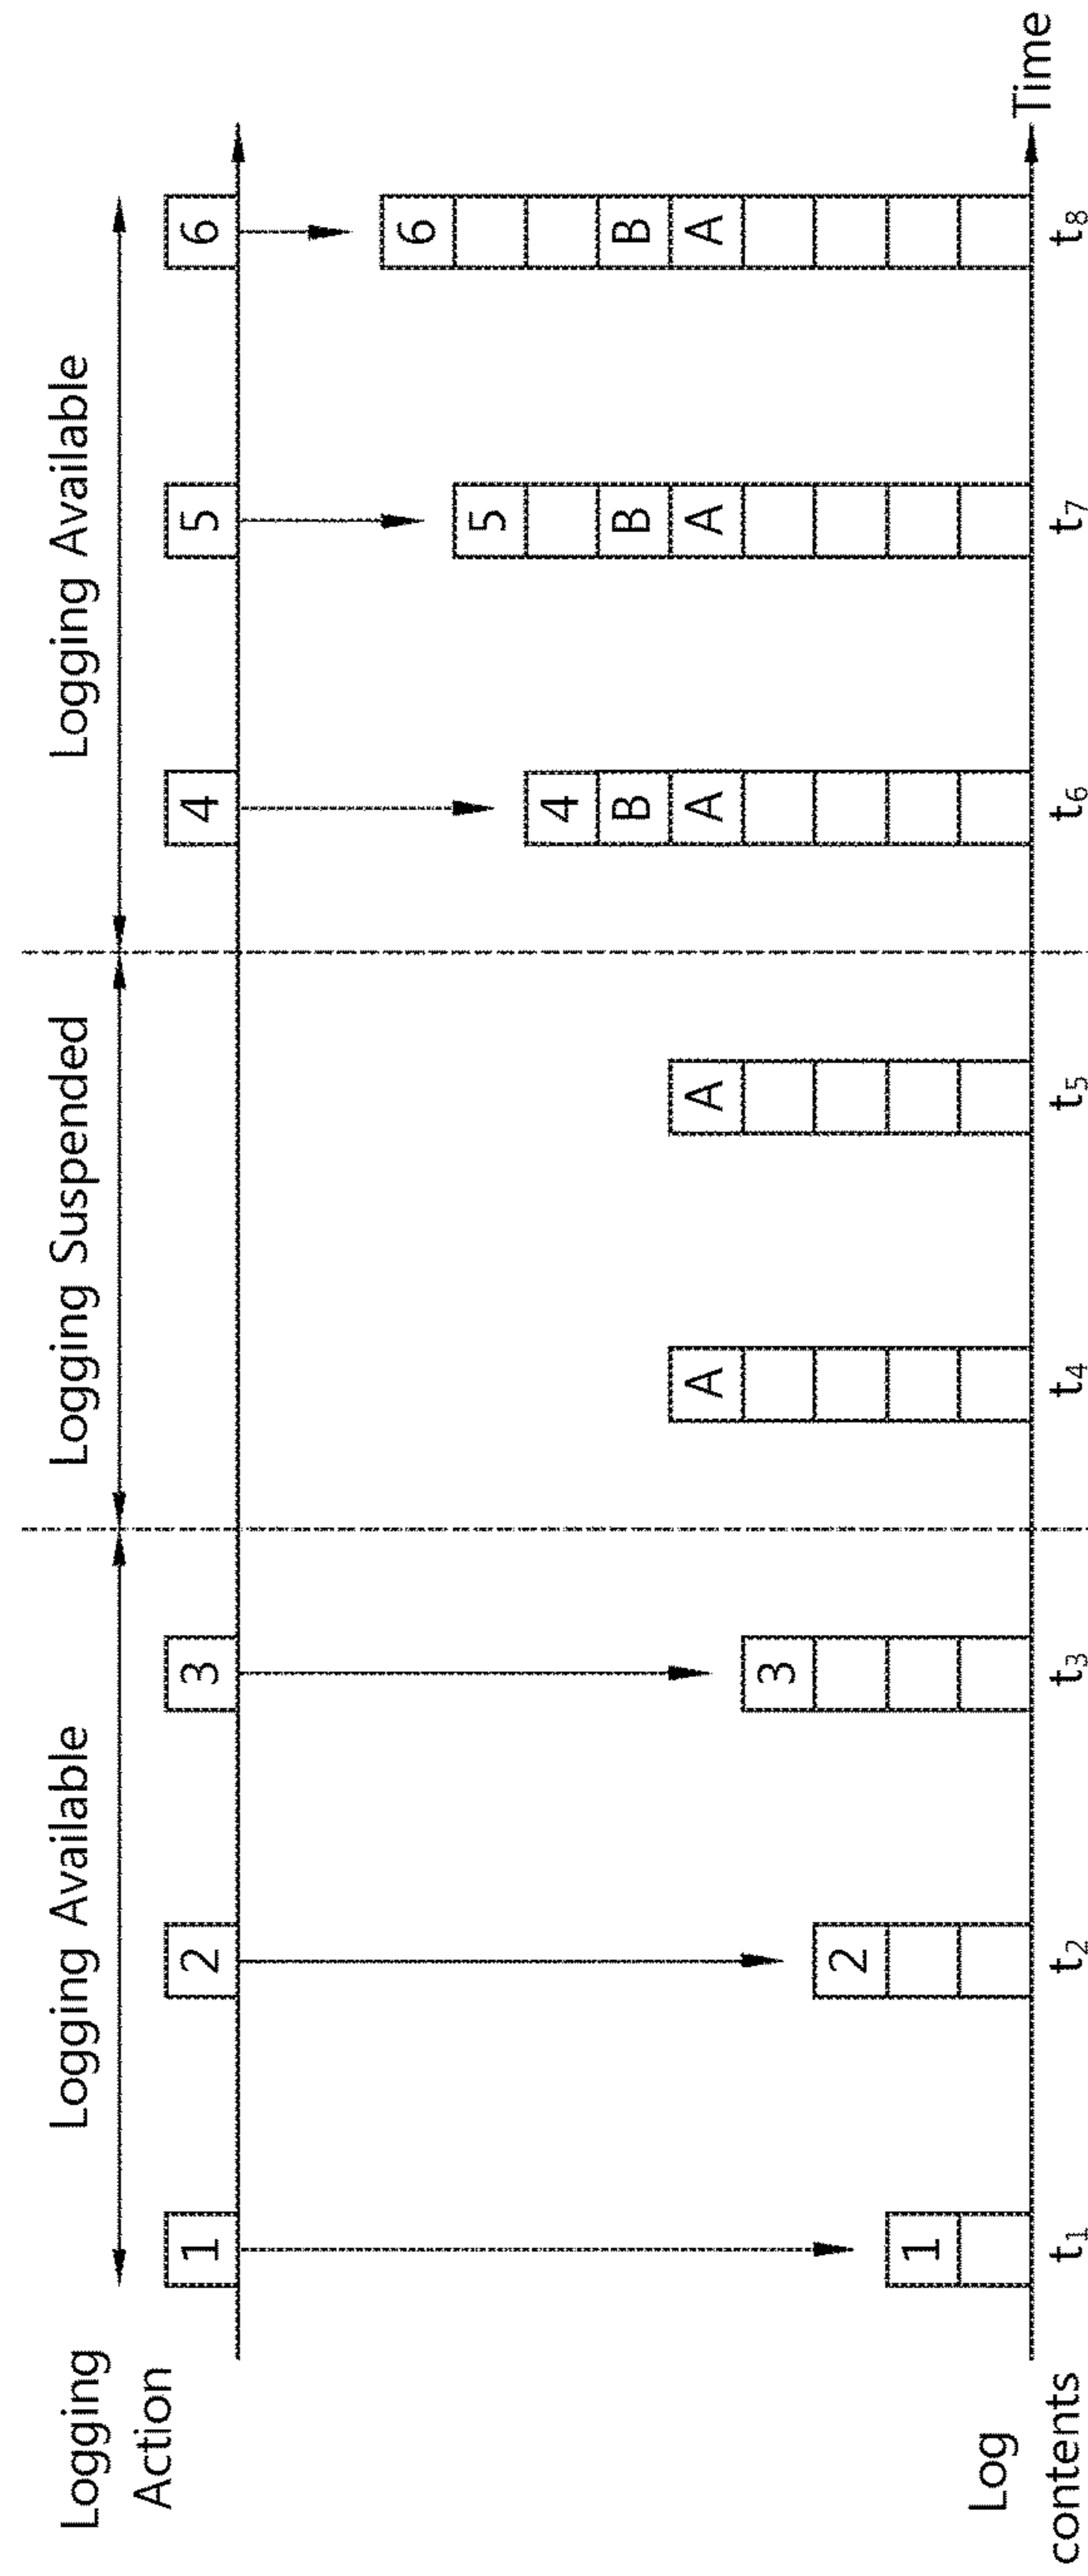 Logging
Action
Logging Available
Logging Suspended
Logging Available
1
2
3
4
5
6
6
5
B
B
4
B
A
A
A
A
A
3
2
1
Log
contents
t1
t2
t3
t4
t5
t6
t7
t8
Time